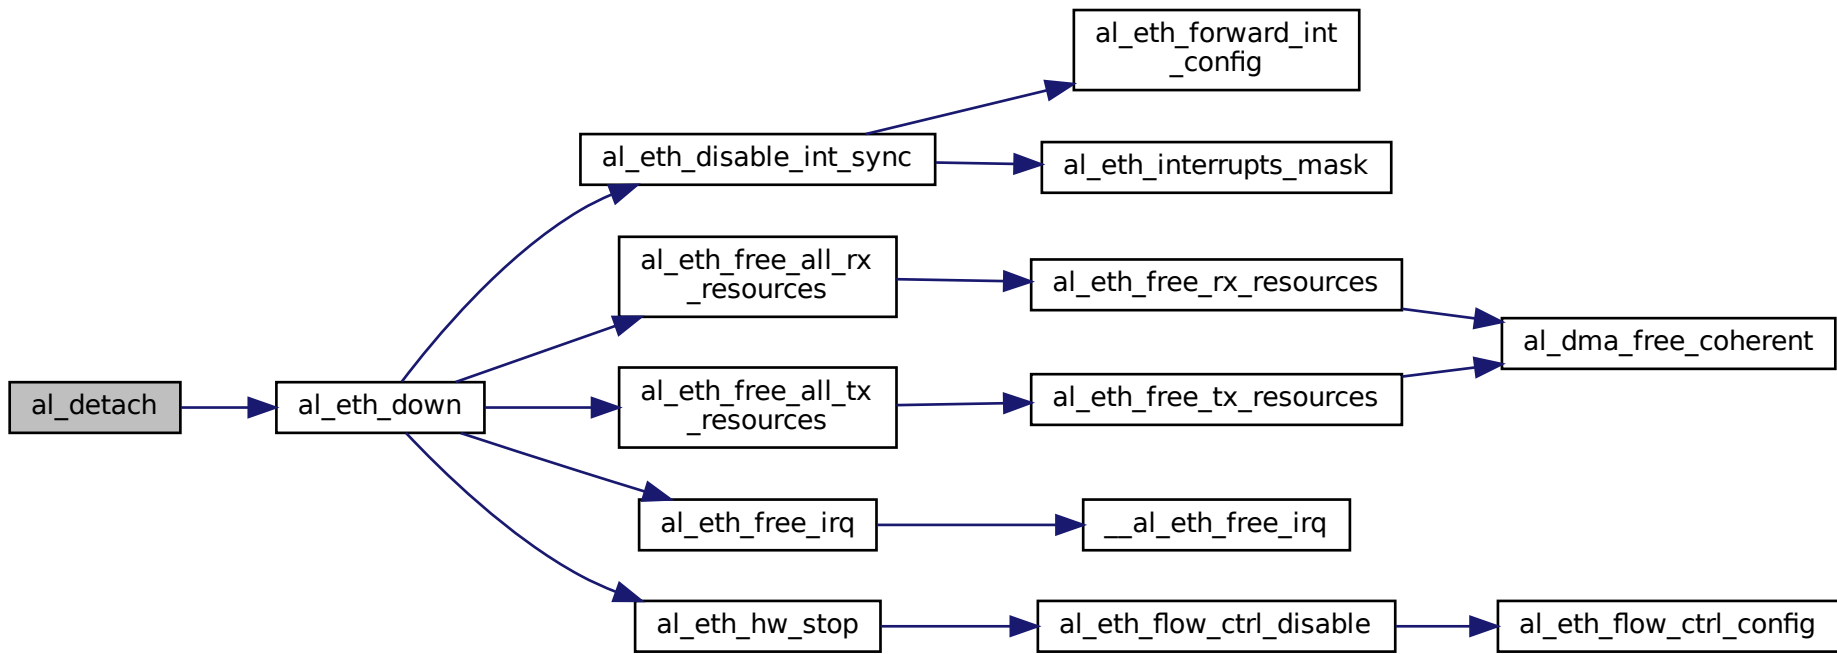 al_detach
al_eth_down
al_eth_disable_int_sync
al_eth_forward_int
_config
al_eth_interrupts_mask
al_eth_free_all_rx
_resources
al_eth_free_rx_resources
al_dma_free_coherent
al_eth_free_all_tx
_resources
al_eth_free_tx_resources
al_eth_free_irq
__al_eth_free_irq
al_eth_hw_stop
al_eth_flow_ctrl_disable
al_eth_flow_ctrl_config